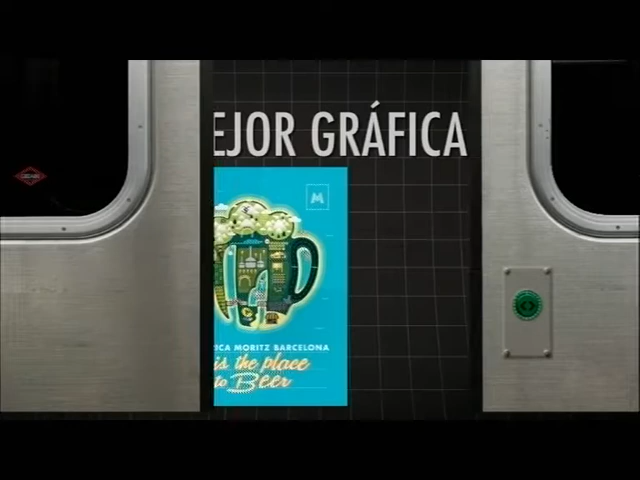 EJOR GRÁFICA
M
ICA MORITZ BARCELONA
is the place
to Beer